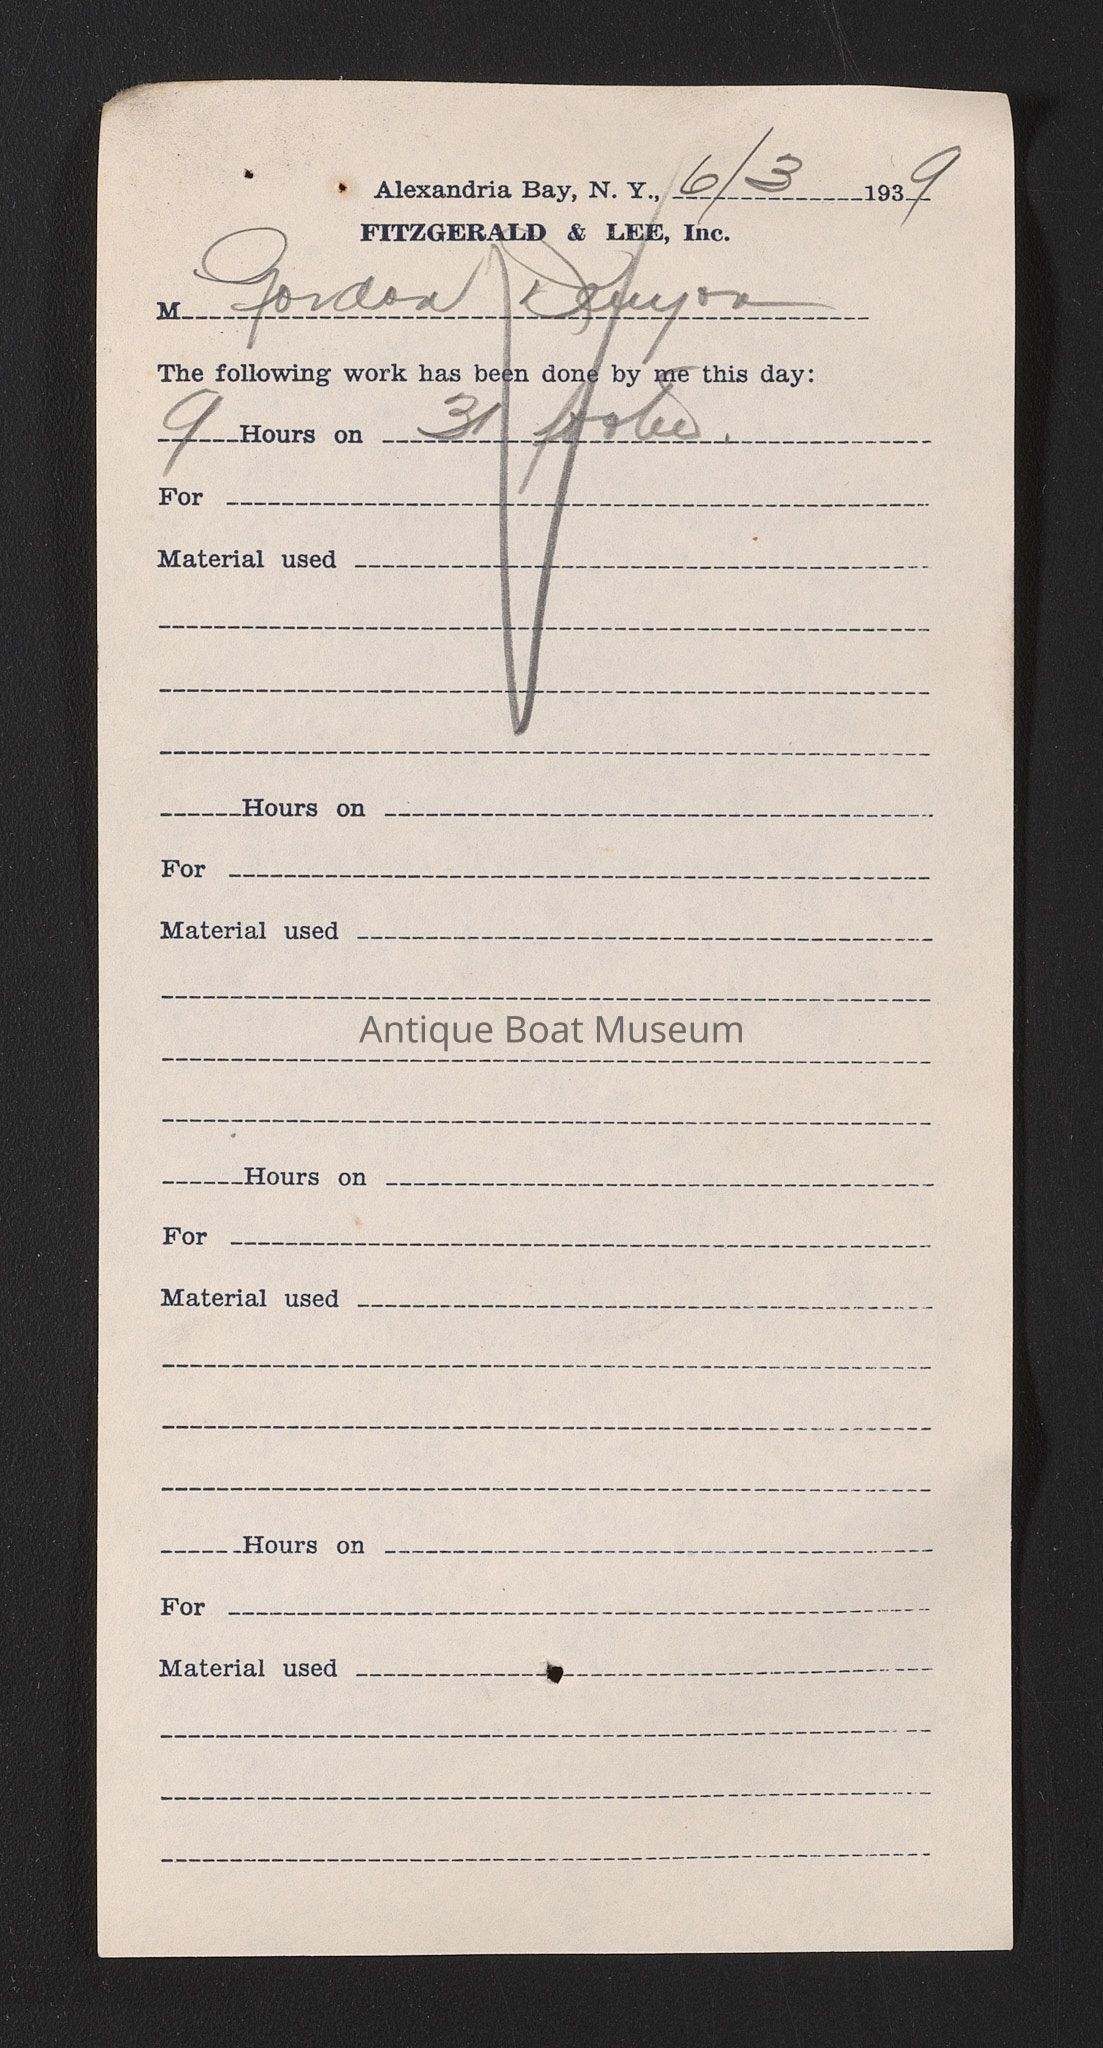 Alexandria Bay, N. Y., 6/3 1939
FITZGERALD & LEE, Inc.
M Gordon Denyon
The following work has been done by me this day:
9 Hours on 31 footer.
For
Material used
Hours on
For
Material used
Antique Boat Museum
Hours on
For
Material used
Hours on
For
Material used